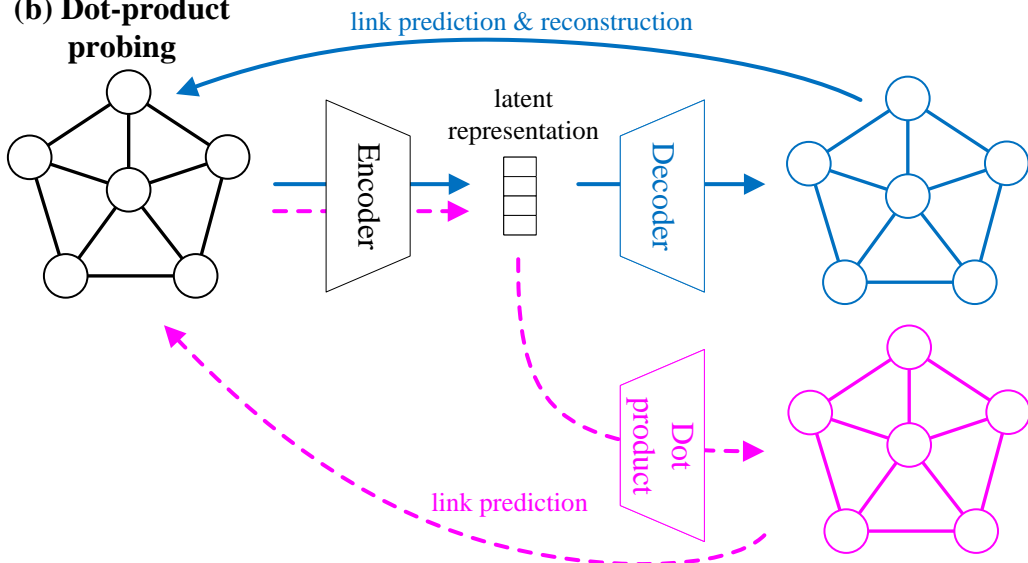 (b) Dot-product
probing
link prediction & reconstruction
latent
representation
Encoder
Decoder
Dot
product
link prediction